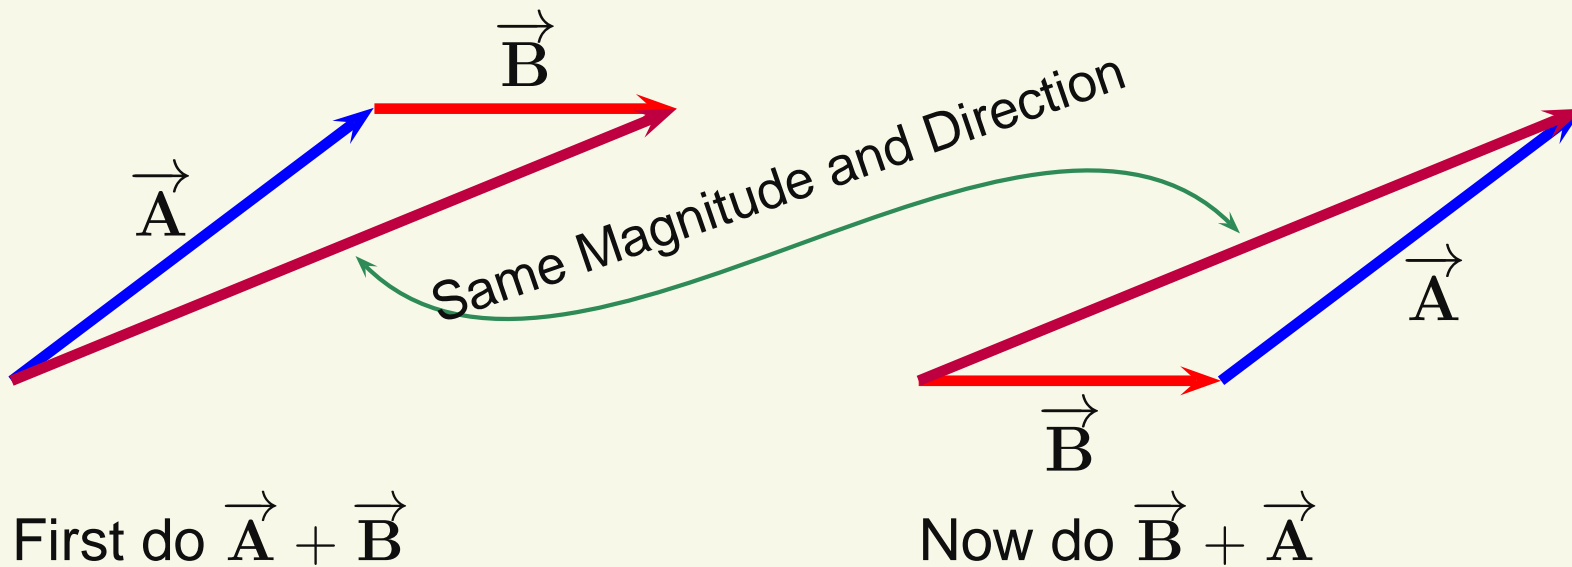 B
A
Same Magnitude and Direction
A
B
First do A + B
Now do B + A